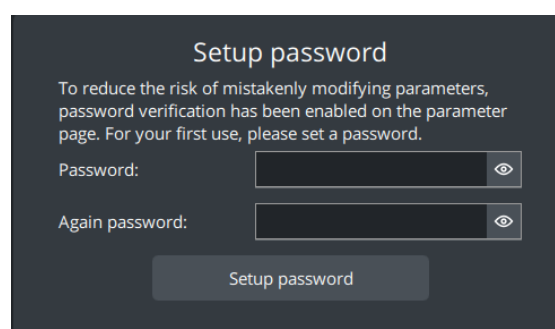 Setup password
To reduce the risk of mistakenly modifying parameters,
password verification has been enabled on the parameter
page. For your first use, please set a password.
Password:
Again password:
Setup password